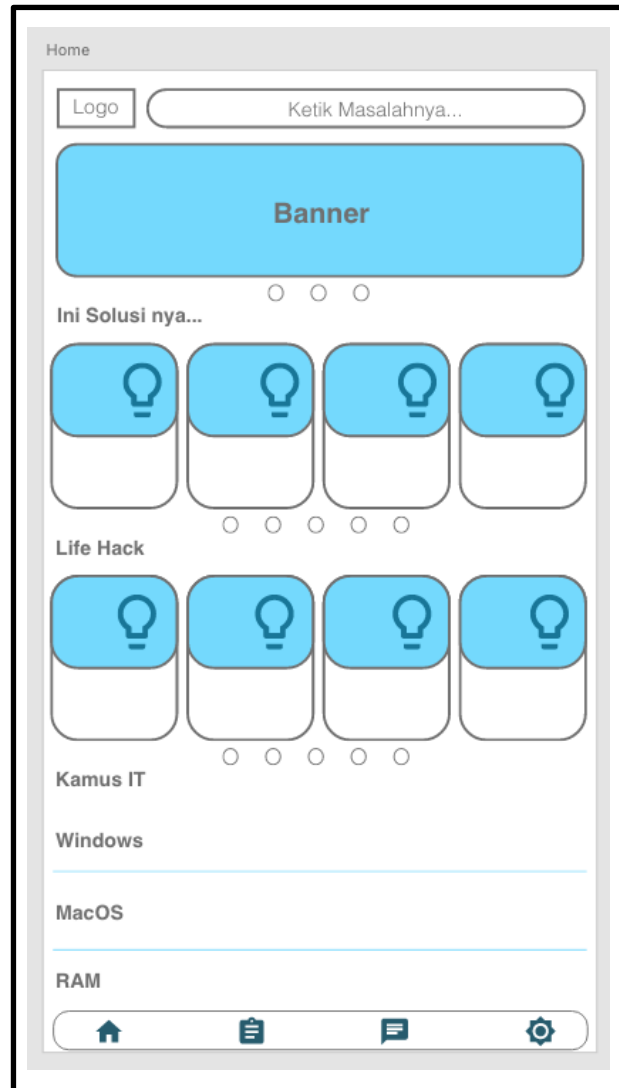 Home
Logo
Ketik Masalahnya...
Banner
Ini Solusi nya...
Life Hack
Kamus IT
Windows
MacOS
RAM